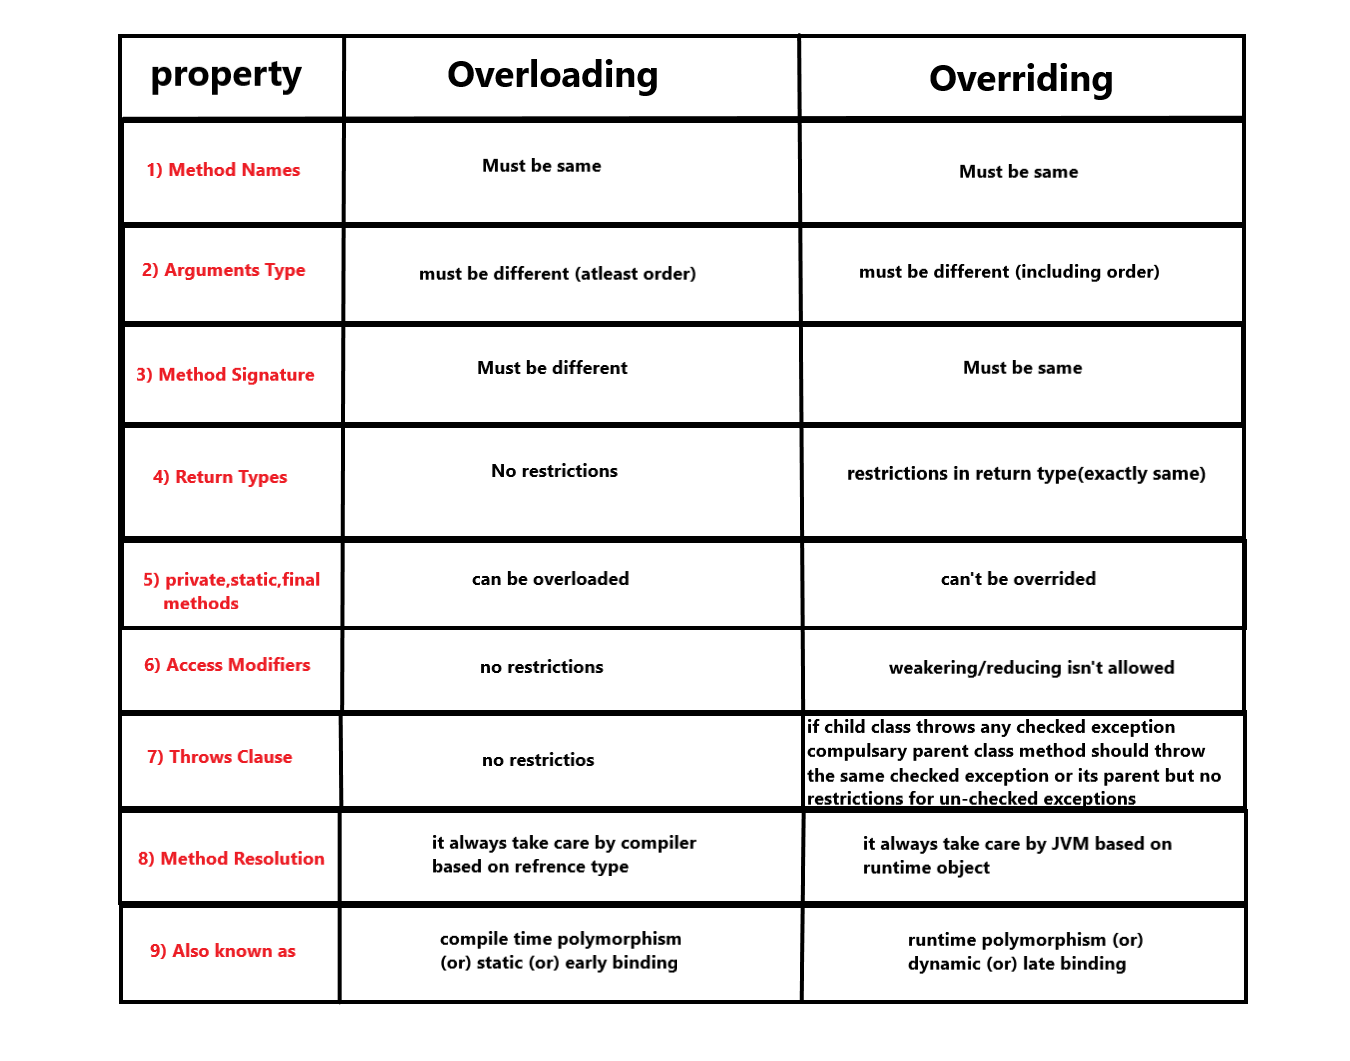 property Overloading Overriding
1) Method Names Must be same Must be same
2) Arguments Type must be different (atleast order) must be different (including order)
3) Method Signature Must be different Must be same
4) Return Types No restrictions restrictions in return type(exactly same)
5) private,static,final
methods can be overloaded can't be overrided
6) Access Modifiers no restrictions weakering/reducing isn't allowed
7) Throws Clause no restrictios
if child class throws any checked exception
compulsary parent class method should throw
the same checked exception or its parent but no
restrictions for un-checked exceptions
8) Method Resolution
it always take care by compiler
based on refrence type
it always take care by JVM based on
runtime object
9) Also known as
compile time polymorphism
(or) static (or) early binding
runtime polymorphism (or)
dynamic (or) late binding